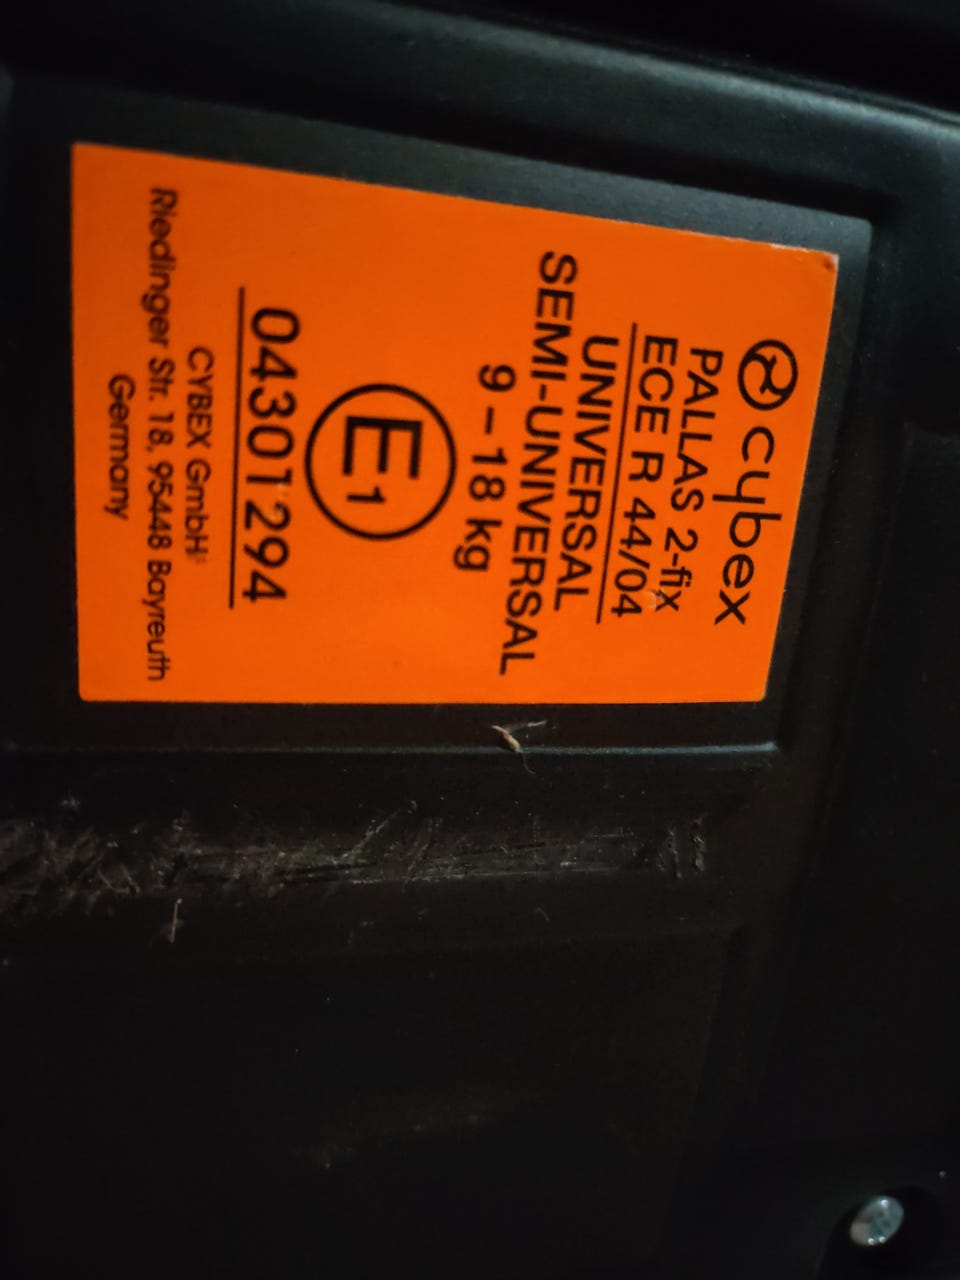 cybex
PALLAS 2-fix
ECE R 44/04
UNIVERSAL
SEMI-UNIVERSAL
9 – 18 kg
E1
04301294
CYBEX GmbH
Riedinger Str. 18, 95448 Bayreuth
Germany